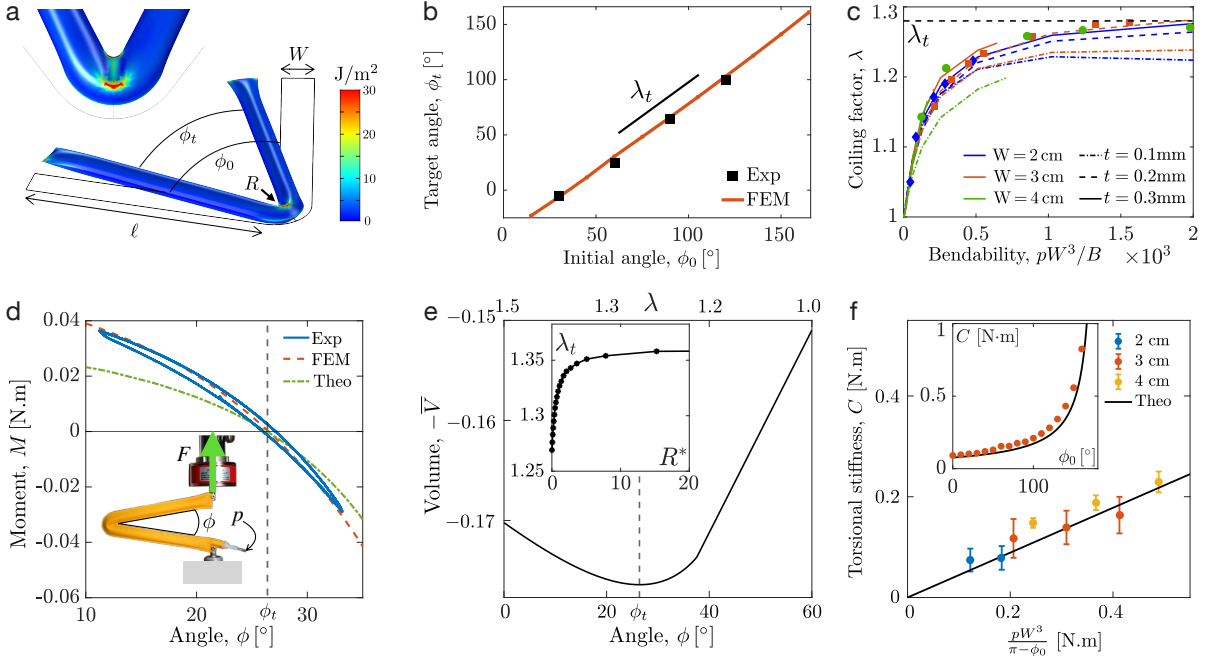 a
W
J/m²
30
20
10
0
ϕt
ϕ0
R
ℓ
b
Target angle, ϕt [°]
150
100
50
0
λt
Exp
FEM
0
50
100
150
Initial angle, ϕ0 [°]
c
Coiling factor, λ
1.3
1.2
1.1
1
λt
W = 2 cm
W = 3 cm
W = 4 cm
t = 0.1mm
t = 0.2mm
t = 0.3mm
0
0.5
1
1.5
2
Bendability, pW³/B ×10³
d
Moment, M [N.m]
0.04
0.02
0
-0.02
-0.04
-0.06
Exp
FEM
Theo
F
ϕ
p
10
20
ϕt
30
Angle, ϕ [°]
e
1.5
1.3
λ
1.2
1.0
Volume, −V̅
−0.15
−0.16
−0.17
λt
1.35
1.3
1.25
0
10
20
R*
0
20
ϕt
40
60
Angle, ϕ [°]
f
Torsional stiffness, C [N.m]
0.4
0.2
0
C [N·m]
1
0.5
0
0
100
ϕ0 [°]
2 cm
3 cm
4 cm
Theo
0
0.2
0.4
pW³/(π−ϕ0) [N.m]